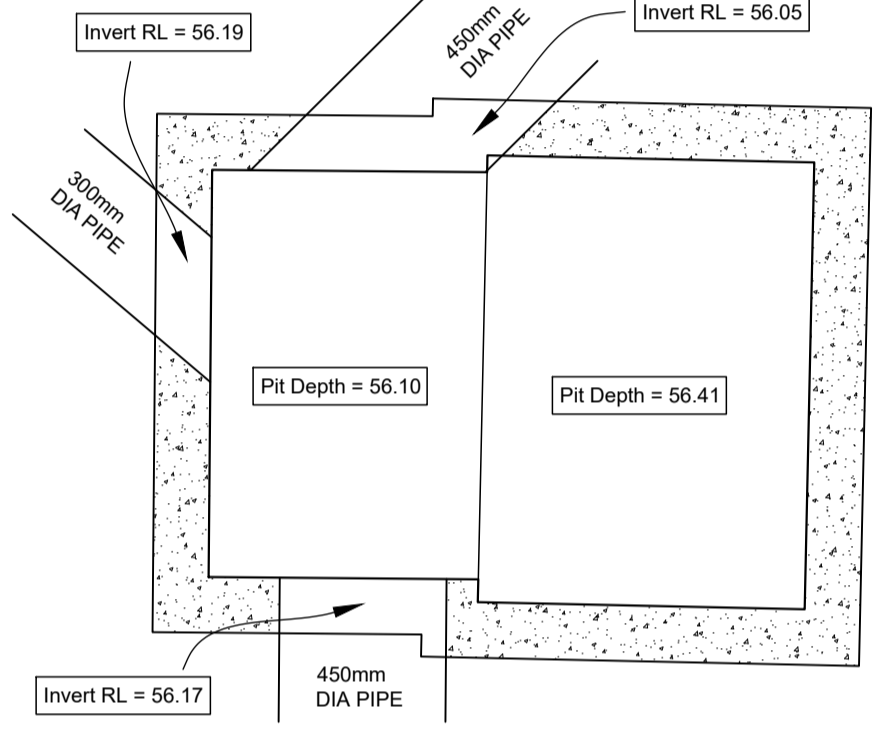 Invert RL = 56.19
450mm
DIA PIPE
Invert RL = 56.05
300mm
DIA PIPE
Pit Depth = 56.10
Pit Depth = 56.41
Invert RL = 56.17
450mm
DIA PIPE